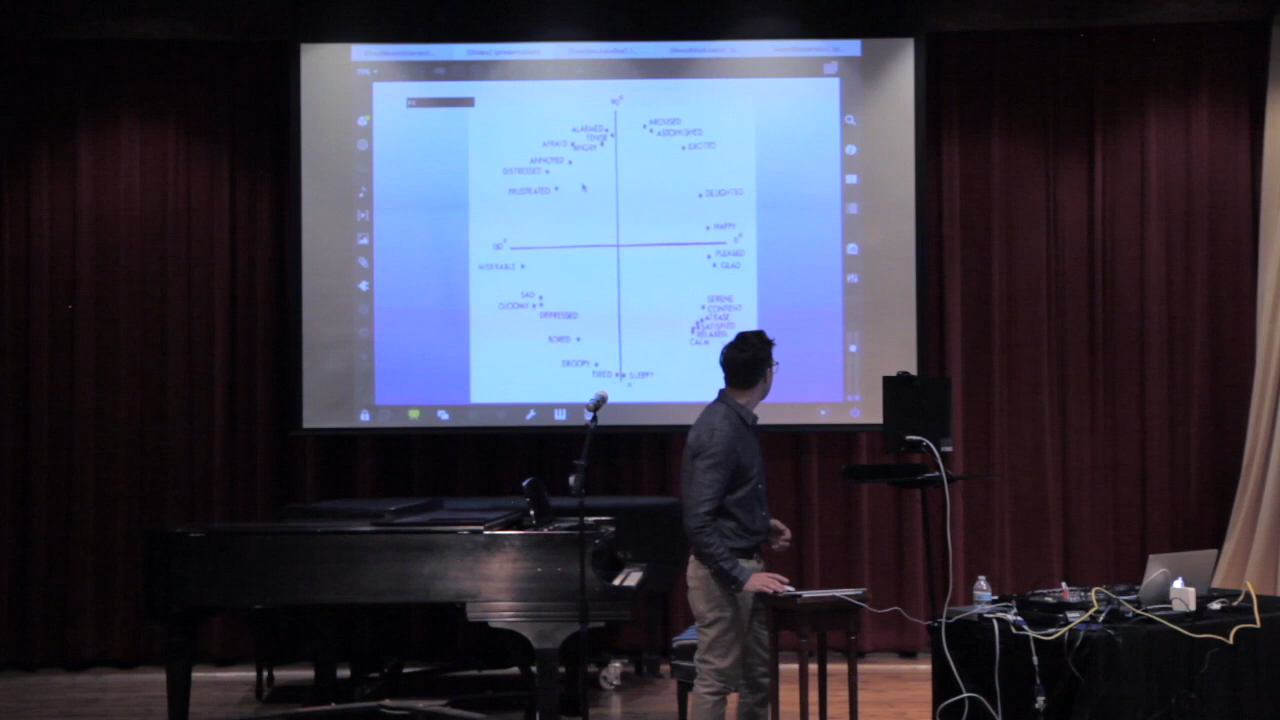 90°
ALARMED
AROUSED
TENSE
ASTONISHED
AFRAID
ANGRY
EXCITED
ANNOYED
DISTRESSED
FRUSTRATED
DELIGHTED
HAPPY
180°
0°
PLEASED
MISERABLE
GLAD
SAD
SERENE
GLOOMY
CONTENT
DEPRESSED
AT EASE
SATISFIED
RELAXED
BORED
CALM
DROOPY
TIRED
SLEEPY